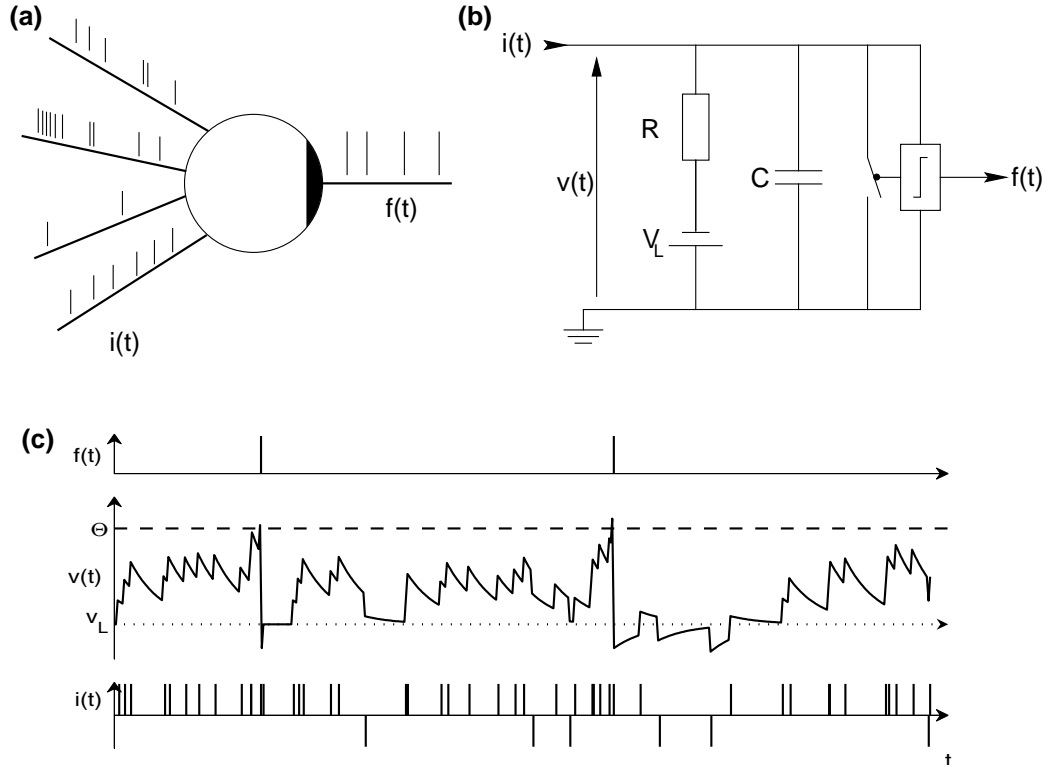 (a)
f(t)
i(t)
(b)
i(t)
R
v(t)
C
f(t)
V_L
(c)
f(t)
Θ
v(t)
v_L
i(t)
t